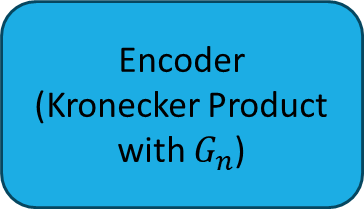 Encoder
(Kronecker Product
with 𝐺ₙ)